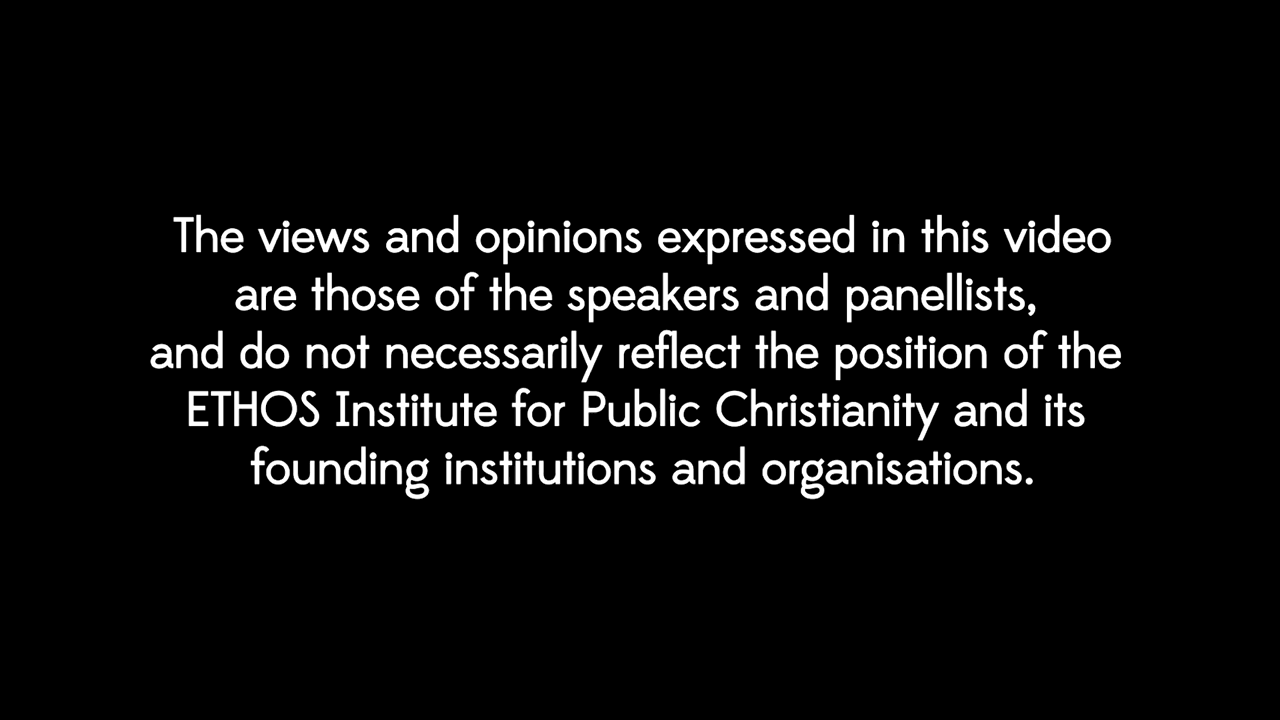 The views and opinions expressed in this video
are those of the speakers and panellists,
and do not necessarily reflect the position of the
ETHOS Institute for Public Christianity and its
founding institutions and organisations.